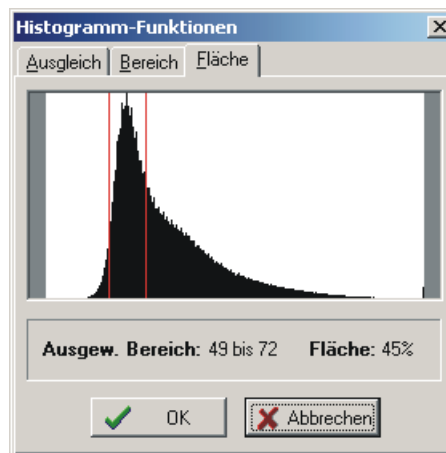 Histogramm-Funktionen
Ausgleich Bereich Fläche
Ausgew. Bereich: 49 bis 72 Fläche: 45%
OK Abbrechen